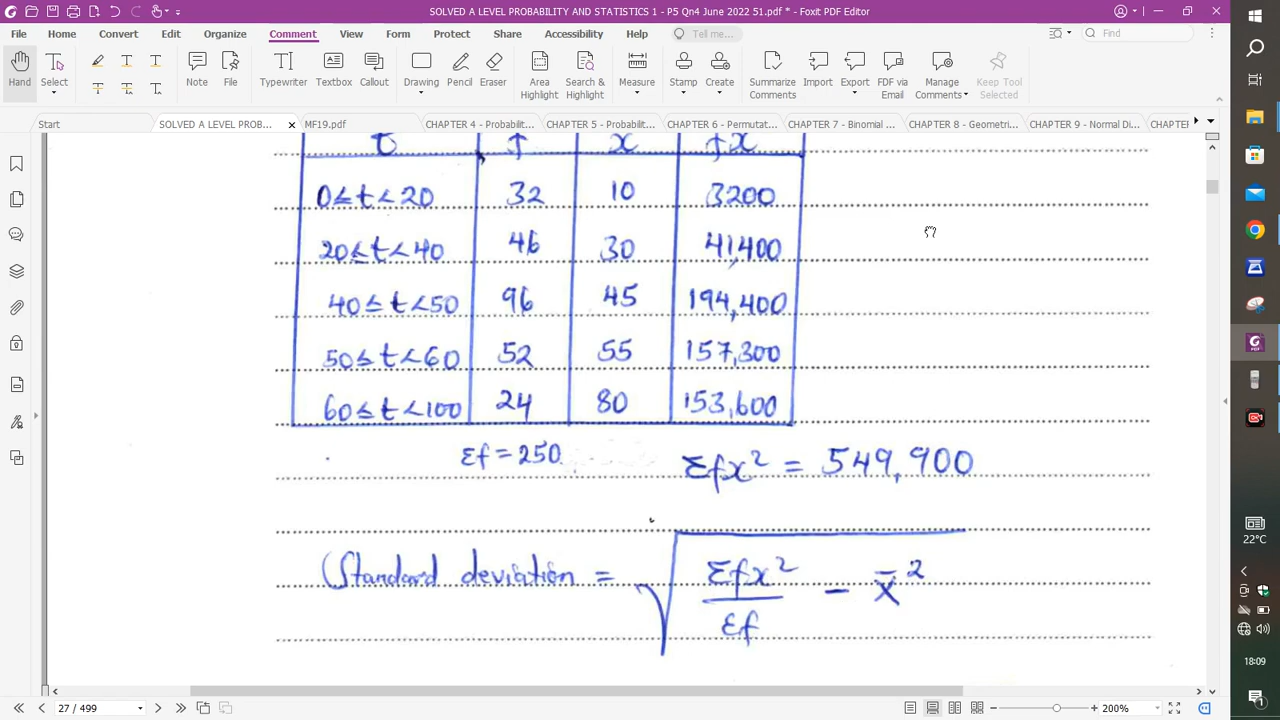 SOLVED A LEVEL PROBABILITY AND STATISTICS 1 - P5 Qn4 June 2022 51.pdf * - Foxit PDF Editor
File Home Convert Edit Organize Comment View Form Protect Share Accessibility Help Tell me... Find
Hand Select Note File Typewriter Textbox Callout Drawing Pencil Eraser Area Highlight Search & Highlight Measure Stamp Create Summarize Comments Import Export FDF via Email Manage Comments Keep Tool Selected
Start SOLVED A LEVEL PROB... MF19.pdf CHAPTER 4 - Probabilit... CHAPTER 5 - Probabilit... CHAPTER 6 - Permutat... CHAPTER 7 - Binomial ... CHAPTER 8 - Geometri... CHAPTER 9 - Normal Di... CHAPTE
t f x fx
0≤t<20 32 10 3200
20≤t<40 46 30 41,400
40≤t<50 96 45 194,400
50≤t<60 52 55 157,300
60≤t<100 24 80 153,600
Σf = 250
Σfx² = 549,900
Standard deviation = √ Σfx² / Σf - x̄²
27 / 499 200%
22°C
18:09